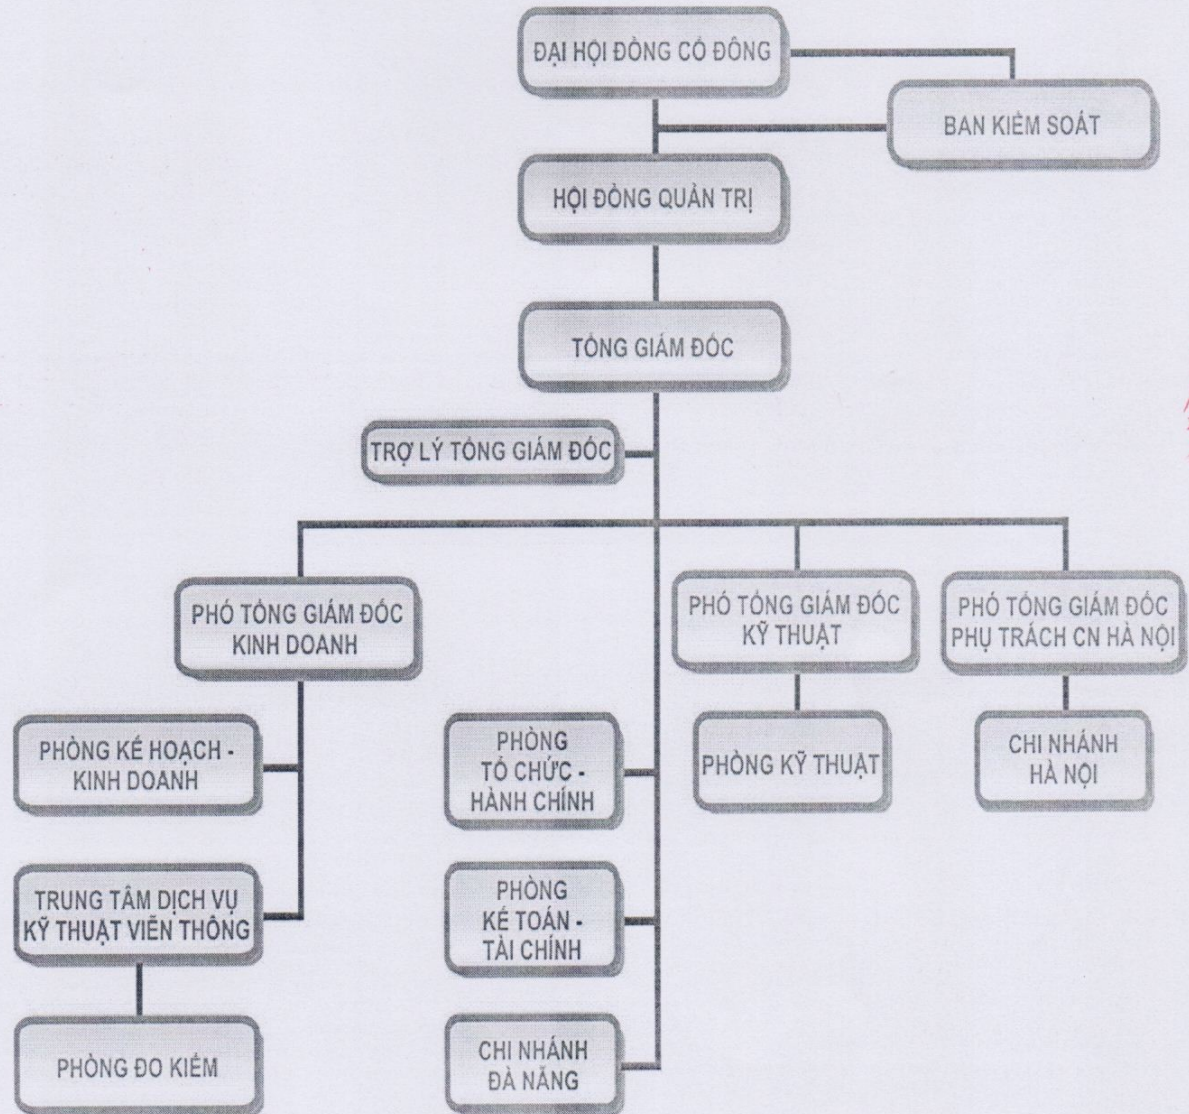 ĐẠI HỘI ĐỒNG CỔ ĐÔNG
BAN KIỂM SOÁT
HỘI ĐỒNG QUẢN TRỊ
TỔNG GIÁM ĐỐC
TRỢ LÝ TỔNG GIÁM ĐỐC
PHÓ TỔNG GIÁM ĐỐC
KINH DOANH
PHÓ TỔNG GIÁM ĐỐC
KỸ THUẬT
PHÓ TỔNG GIÁM ĐỐC
PHỤ TRÁCH CN HÀ NỘI
PHÒNG KẾ HOẠCH -
KINH DOANH
PHÒNG
TỔ CHỨC -
HÀNH CHÍNH
PHÒNG KỸ THUẬT
CHI NHÁNH
HÀ NỘI
TRUNG TÂM DỊCH VỤ
KỸ THUẬT VIỄN THÔNG
PHÒNG
KẾ TOÁN -
TÀI CHÍNH
PHÒNG ĐO KIỂM
CHI NHÁNH
ĐÀ NẴNG